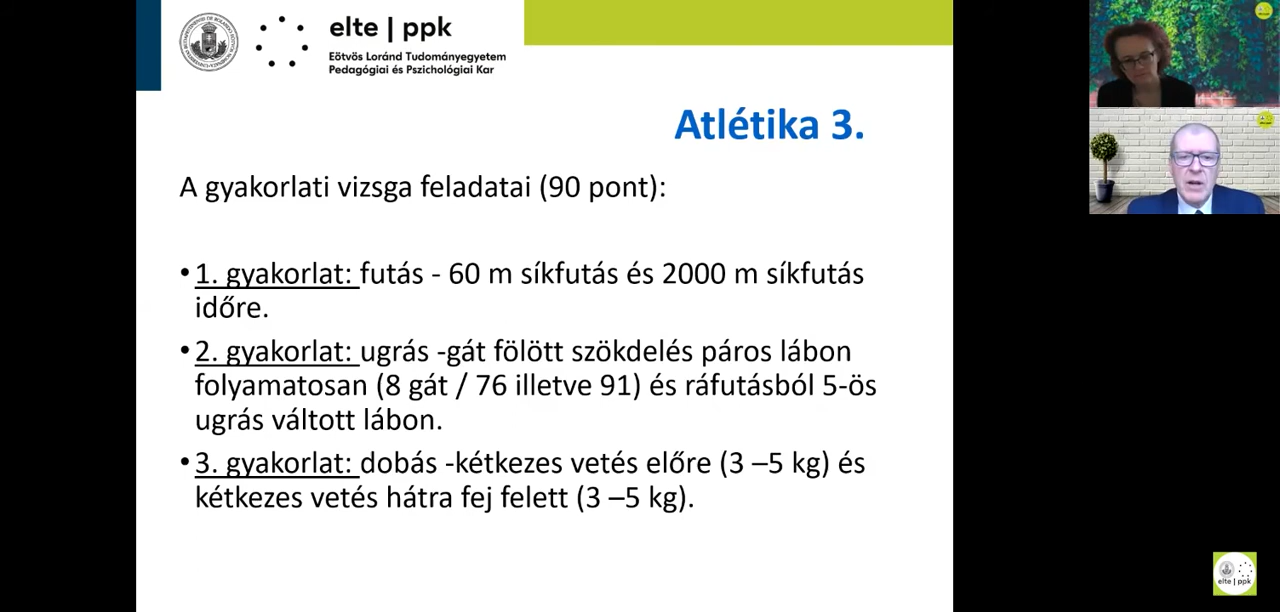 elte | ppk
Eötvös Loránd Tudományegyetem
Pedagógiai és Pszichológiai Kar
Atlétika 3.
A gyakorlati vizsga feladatai (90 pont):
• 1. gyakorlat: futás - 60 m síkfutás és 2000 m síkfutás
időre.
• 2. gyakorlat: ugrás -gát fölött szökdelés páros lábon
folyamatosan (8 gát / 76 illetve 91) és ráfutásból 5-ös
ugrás váltott lábon.
• 3. gyakorlat: dobás -kétkezes vetés előre (3 –5 kg) és
kétkezes vetés hátra fej felett (3 –5 kg).
elte | ppk